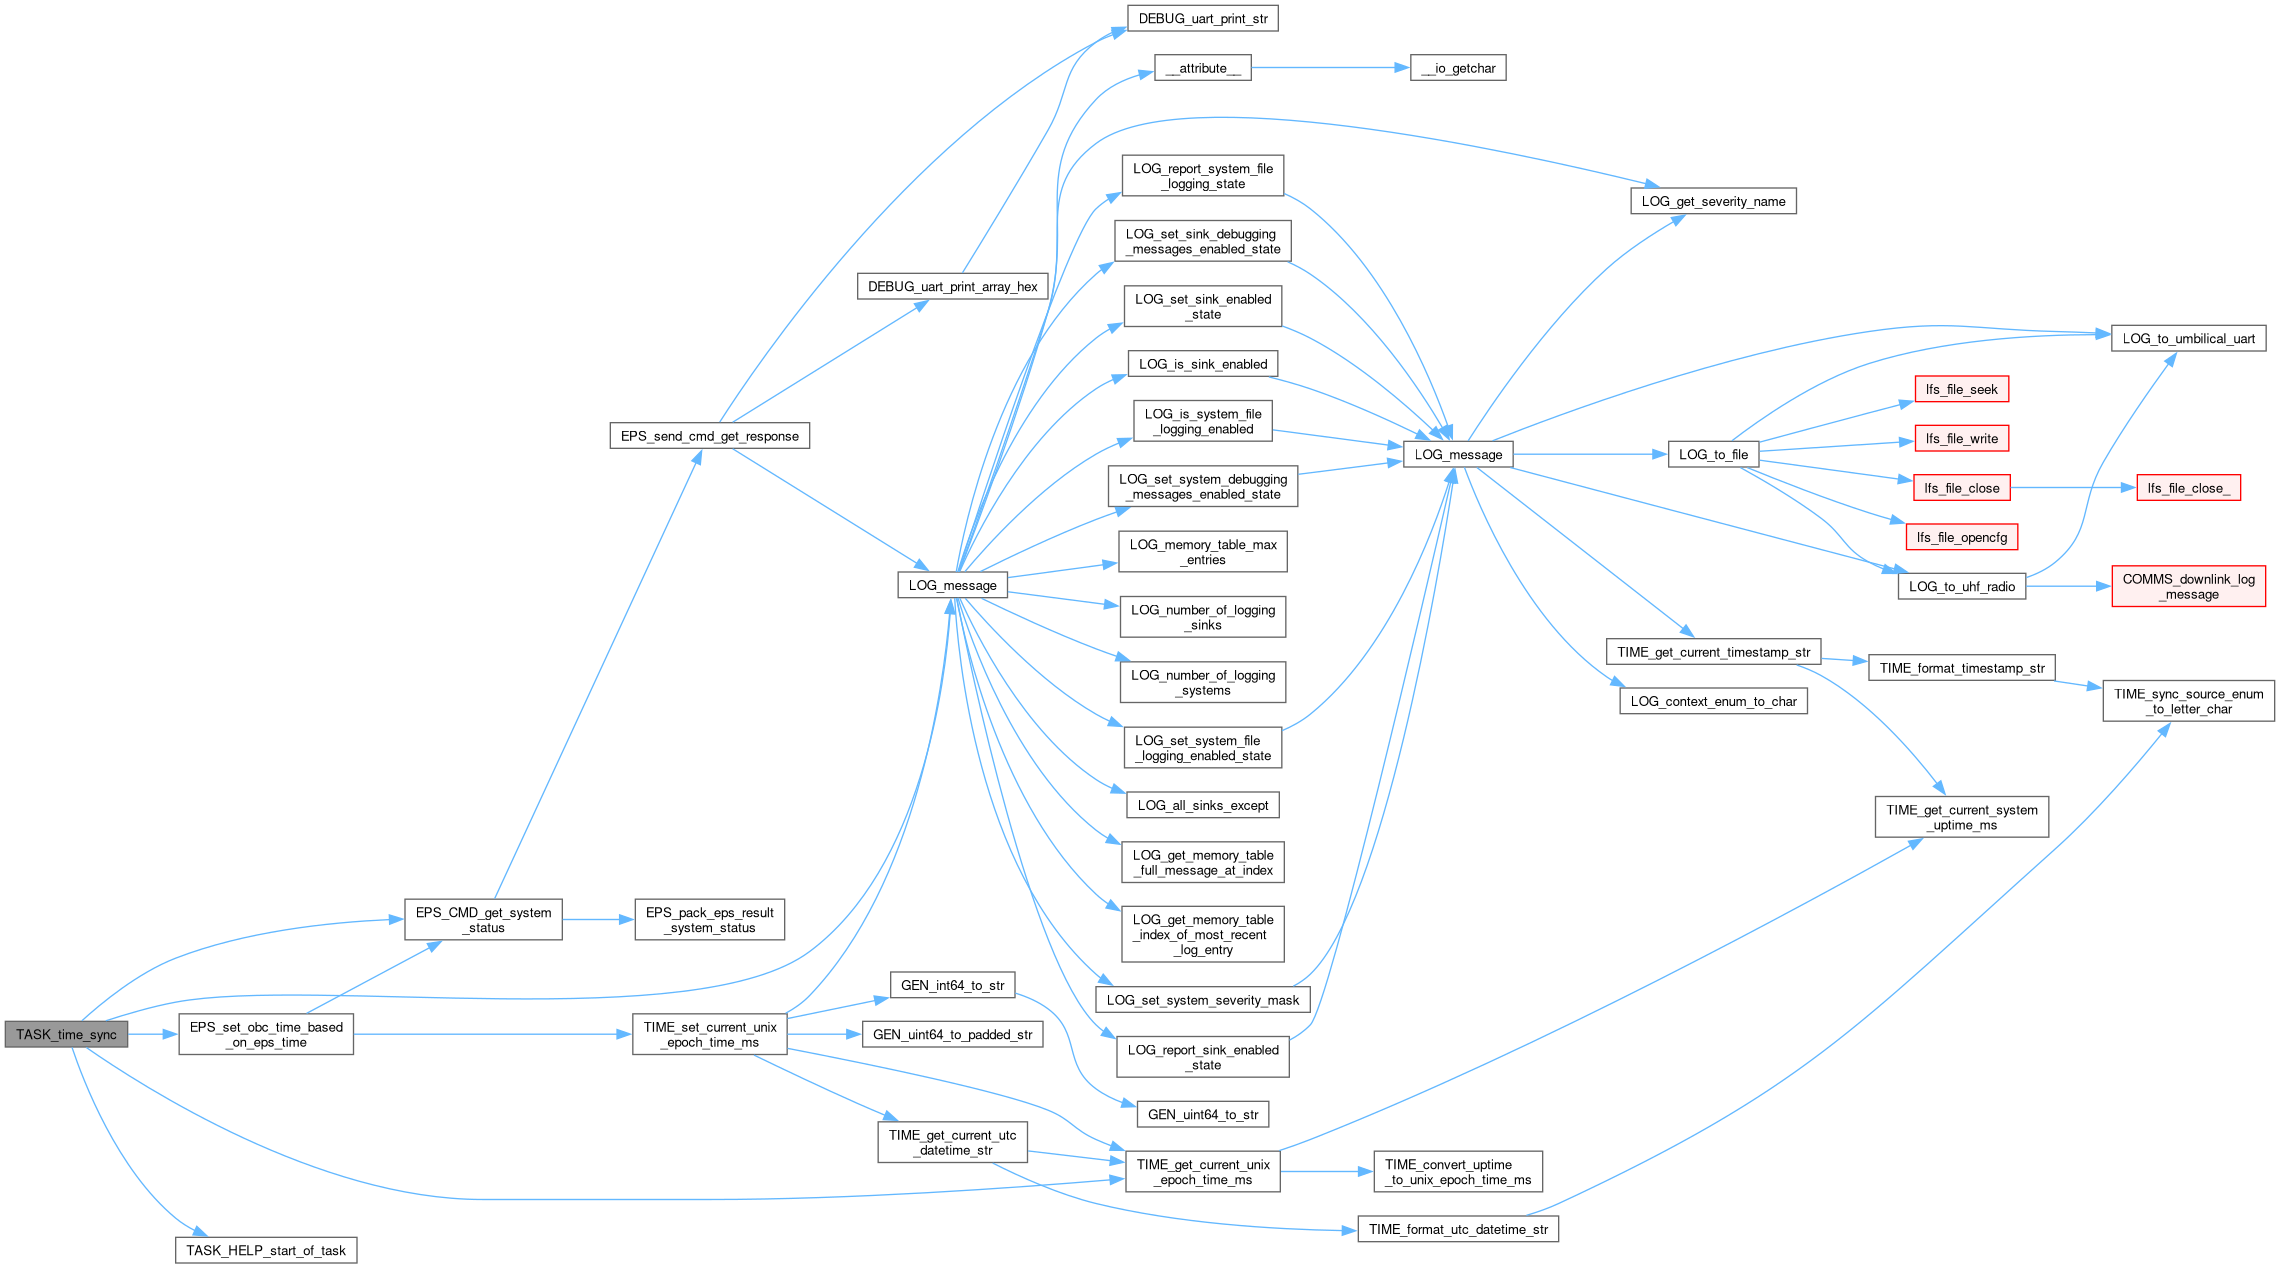 DEBUG_uart_print_str
__attribute__
__io_getchar
LOG_report_system_file
_logging_state
LOG_get_severity_name
LOG_set_sink_debugging
_messages_enabled_state
DEBUG_uart_print_array_hex
LOG_set_sink_enabled
_state
LOG_to_umbilical_uart
LOG_is_sink_enabled
lfs_file_seek
LOG_is_system_file
_logging_enabled
EPS_send_cmd_get_response
lfs_file_write
LOG_message
LOG_to_file
LOG_set_system_debugging
_messages_enabled_state
lfs_file_close
lfs_file_close_
lfs_file_opencfg
LOG_memory_table_max
_entries
LOG_message
LOG_to_uhf_radio
COMMS_downlink_log
_message
LOG_number_of_logging
_sinks
TIME_get_current_timestamp_str
TIME_format_timestamp_str
LOG_number_of_logging
_systems
LOG_context_enum_to_char
TIME_sync_source_enum
_to_letter_char
LOG_set_system_file
_logging_enabled_state
LOG_all_sinks_except
TIME_get_current_system
_uptime_ms
LOG_get_memory_table
_full_message_at_index
EPS_CMD_get_system
_status
EPS_pack_eps_result
_system_status
LOG_get_memory_table
_index_of_most_recent
_log_entry
GEN_int64_to_str
LOG_set_system_severity_mask
TASK_time_sync
EPS_set_obc_time_based
_on_eps_time
TIME_set_current_unix
_epoch_time_ms
GEN_uint64_to_padded_str
LOG_report_sink_enabled
_state
GEN_uint64_to_str
TIME_get_current_utc
_datetime_str
TIME_get_current_unix
_epoch_time_ms
TIME_convert_uptime
_to_unix_epoch_time_ms
TIME_format_utc_datetime_str
TASK_HELP_start_of_task